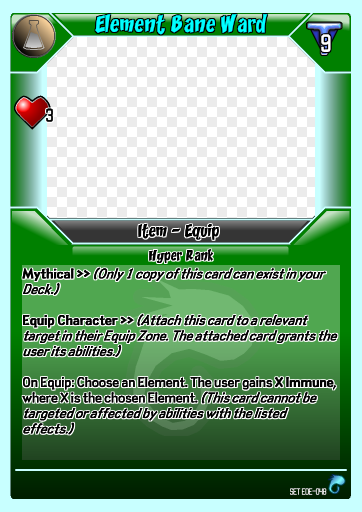 Element Bane Ward
9
3
Item - Equip
Hyper Rank
Mythical >> (Only 1 copy of this card can exist in your
Deck.)
Equip Character >> (Attach this card to a relevant
target in their Equip Zone. The attached card grants the
user its abilities.)
On Equip: Choose an Element. The user gains X Immune,
where X is the chosen Element. (This card cannot be
targeted or affected by abilities with the listed
effects.)
SET EOE-048